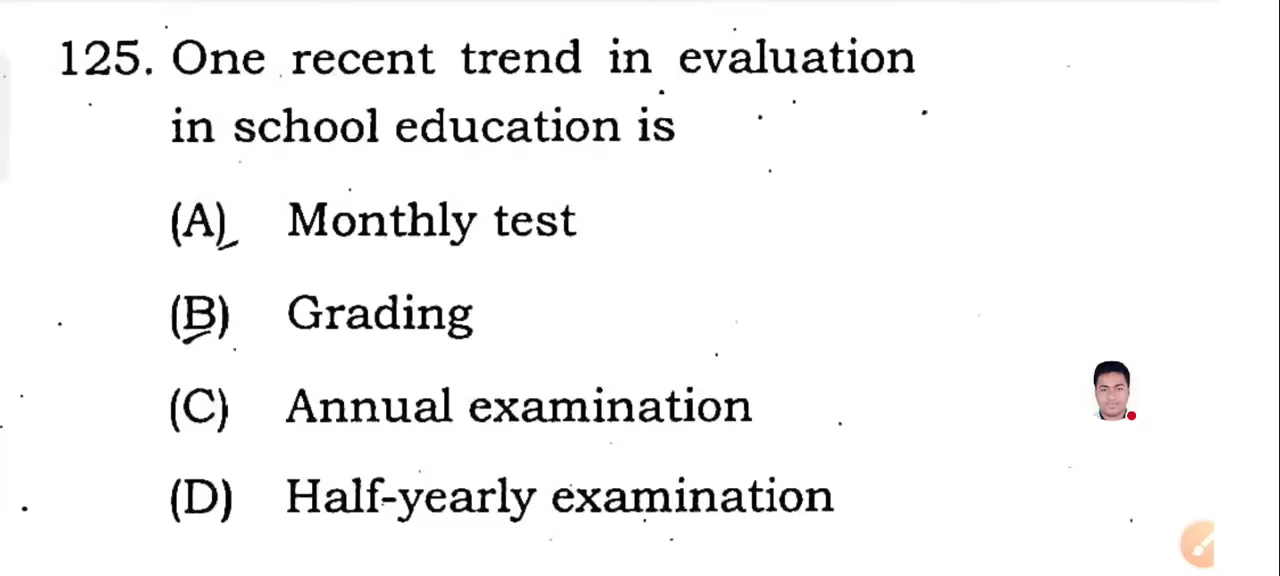 125. One recent trend in evaluation
in school education is
(A) Monthly test
(B) Grading
(C) Annual examination
(D) Half-yearly examination